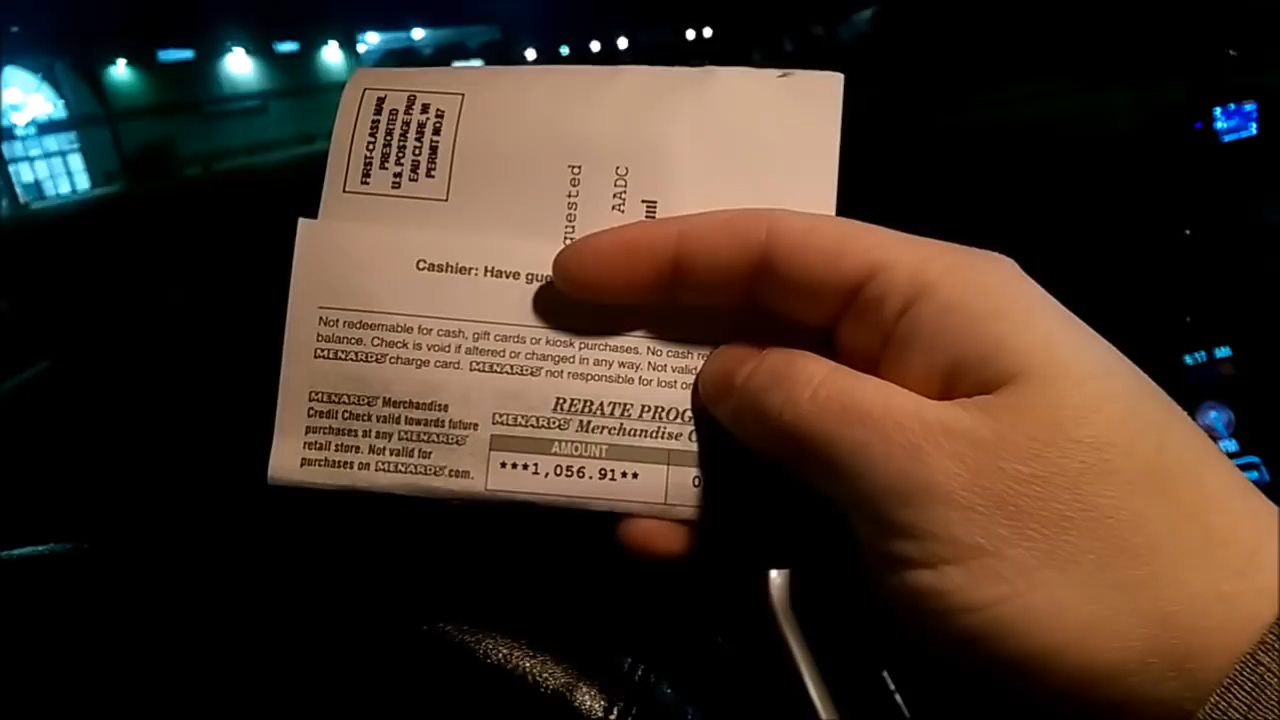 FIRST-CLASS MAIL
PRESORTED
U.S. POSTAGE PAID
EAU CLAIRE, WI
PERMIT NO.87
quested
AADC
Cashier: Have
Not redeemable for cash, gift cards or kiosk purchases. No cash
balance. Check is void if altered or changed in any way. Not valid
MENARDS charge card. MENARDS not responsible for lost
MENARDS Merchandise
Credit Check valid towards future
purchases at any MENARDS
retail store. Not valid for
purchases on MENARDS.com.
REBATE PROG
MENARDS Merchandise C
AMOUNT
***1,056.91**
0